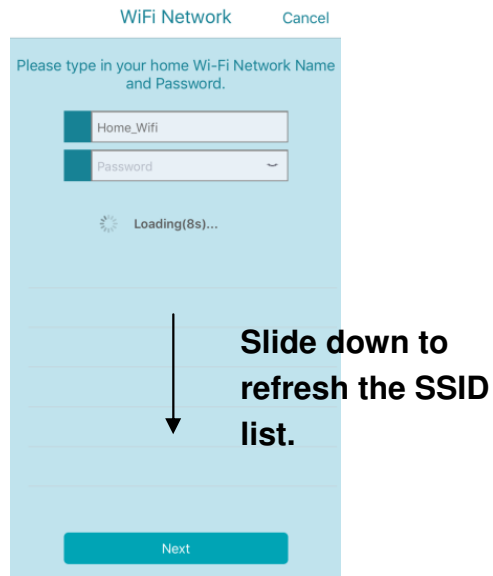 WiFi Network Cancel
Please type in your home Wi-Fi Network Name
and Password.
Home_Wifi
Password
Loading(8s)...
Slide down to
refresh the SSID
list.
Next